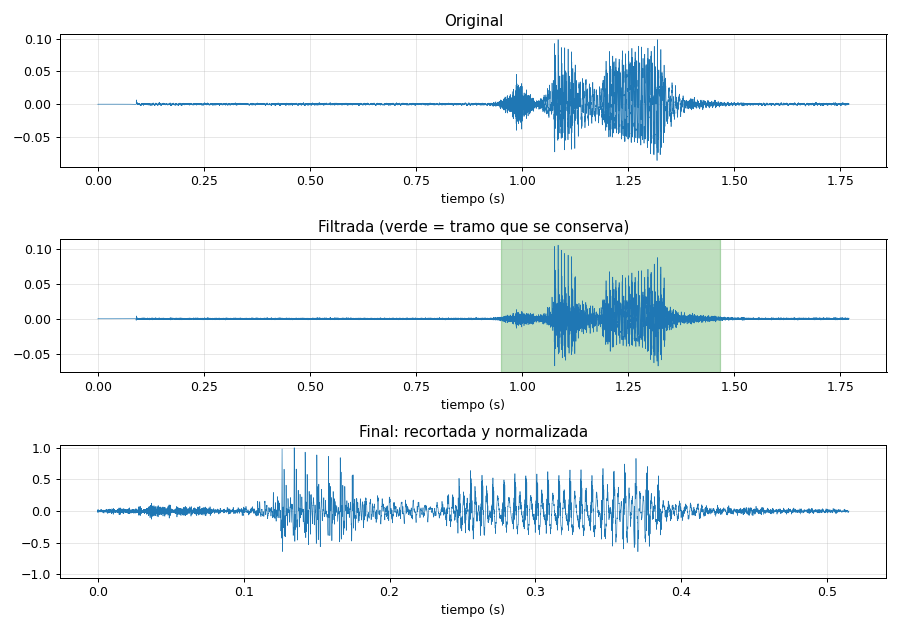 Original
0.10
0.05
0.00
−0.05
0.00 0.25 0.50 0.75 1.00 1.25 1.50 1.75
tiempo (s)
Filtrada (verde = tramo que se conserva)
0.10
0.05
0.00
−0.05
0.00 0.25 0.50 0.75 1.00 1.25 1.50 1.75
tiempo (s)
Final: recortada y normalizada
1.0
0.5
0.0
−0.5
−1.0
0.0 0.1 0.2 0.3 0.4 0.5
tiempo (s)